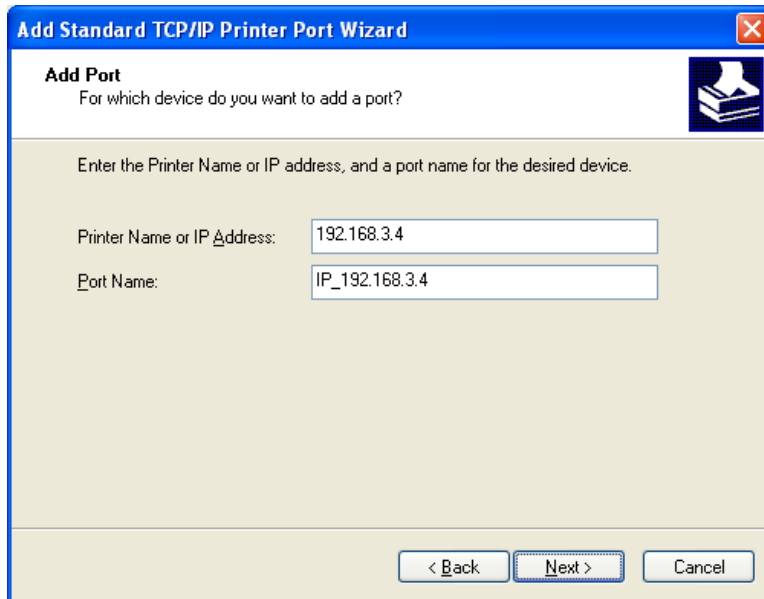 Add Standard TCP/IP Printer Port Wizard
Add Port
For which device do you want to add a port?
Enter the Printer Name or IP address, and a port name for the desired device.
Printer Name or IP Address: 192.168.3.4
Port Name: IP_192.168.3.4
< Back Next > Cancel